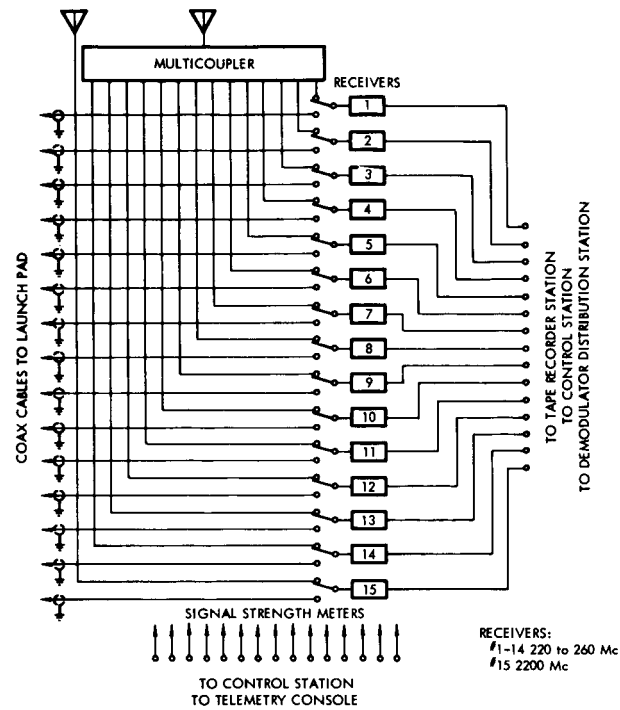 MULTICOUPLER
RECEIVERS
1
2
3
4
5
6
7
8
9
10
11
12
13
14
15
COAX CABLES TO LAUNCH PAD
TO TAPE RECORDER STATION
TO CONTROL STATION
TO DEMODULATOR DISTRIBUTION STATION
SIGNAL STRENGTH METERS
TO CONTROL STATION
TO TELEMETRY CONSOLE
RECEIVERS:
#1-14 220 to 260 Mc
#15 2200 Mc